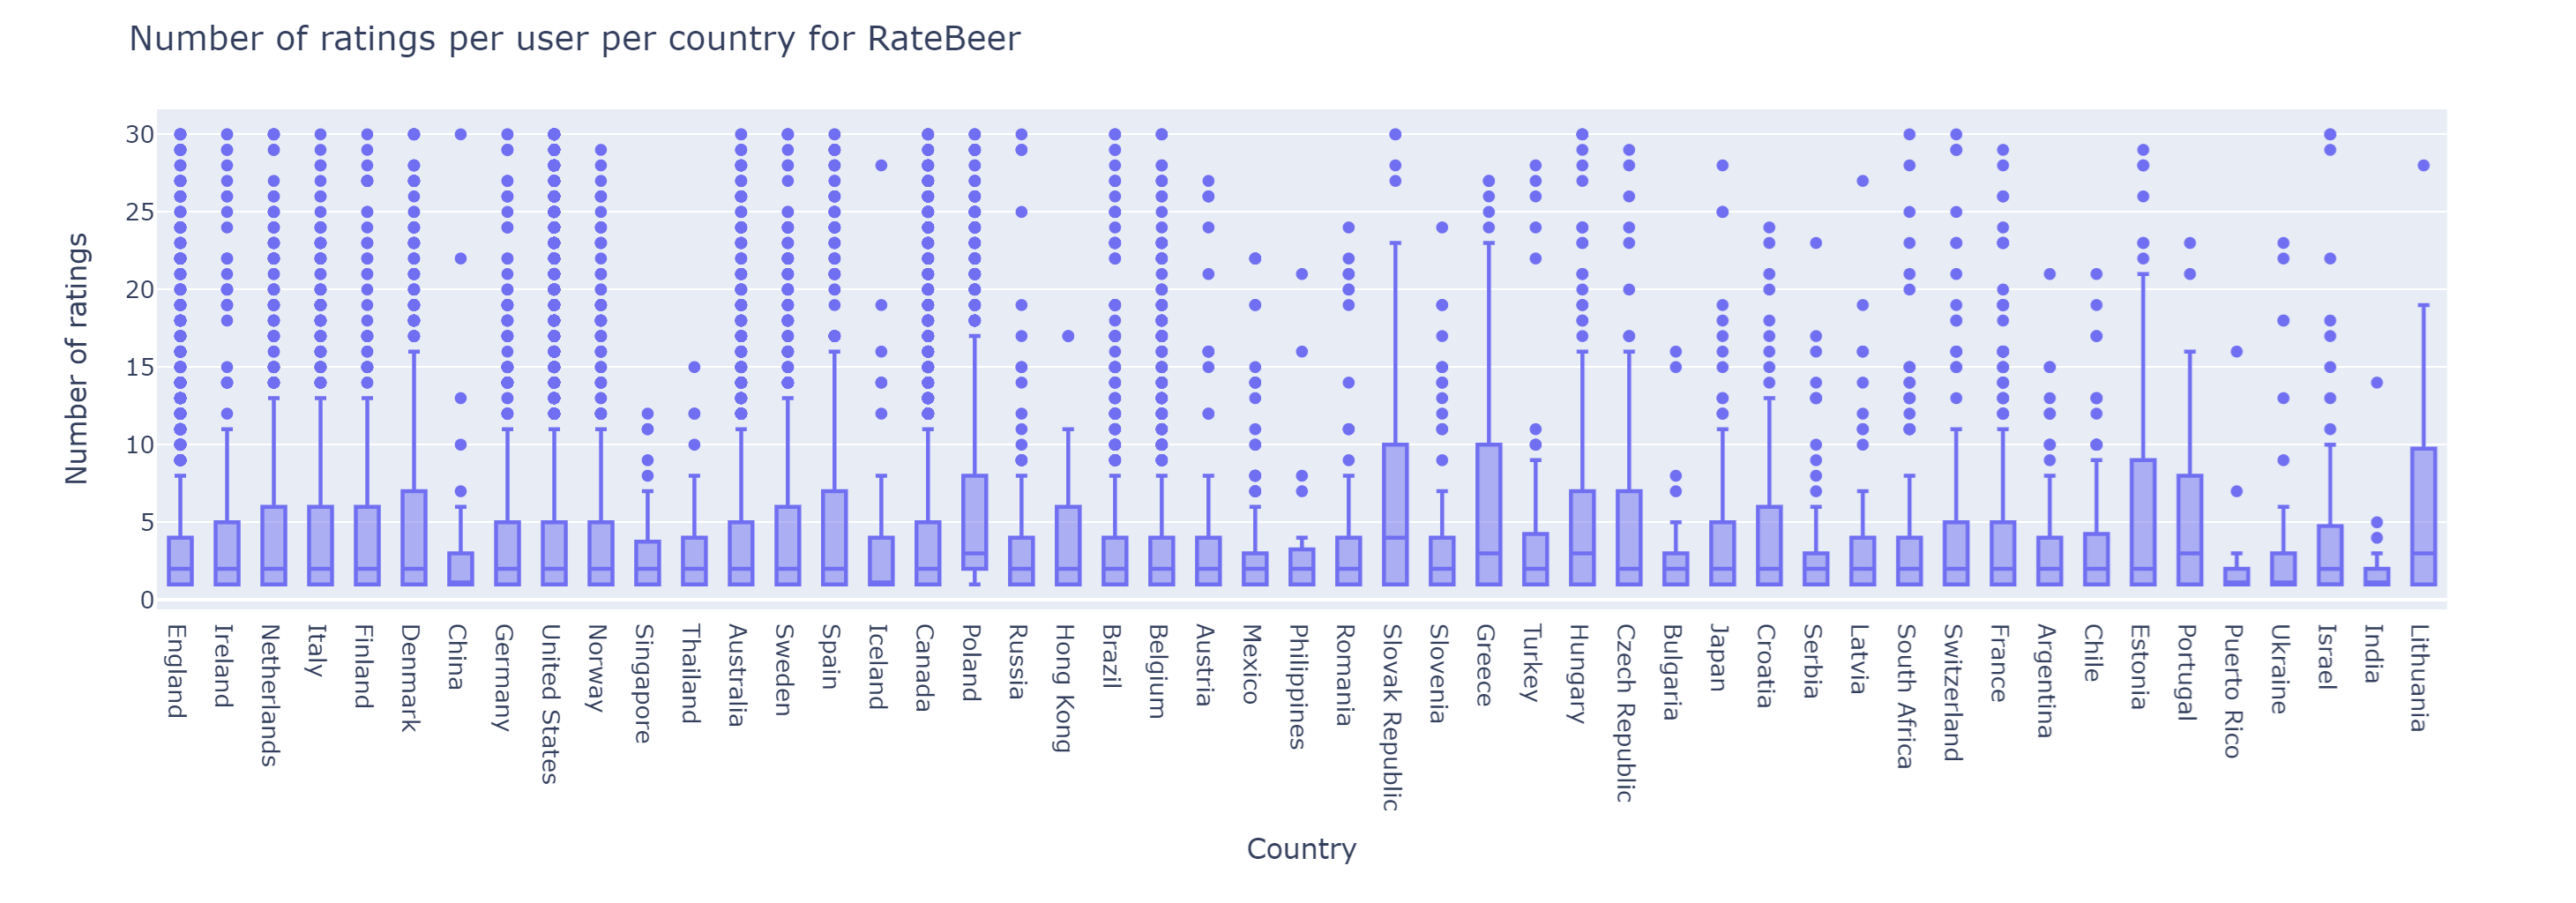 Number of ratings per user per country for RateBeer
Number of ratings
30
25
20
15
10
5
0
England
Ireland
Netherlands
Italy
Finland
Denmark
China
Germany
United States
Norway
Singapore
Thailand
Australia
Sweden
Spain
Iceland
Canada
Poland
Russia
Hong Kong
Brazil
Belgium
Austria
Mexico
Philippines
Romania
Slovak Republic
Slovenia
Greece
Turkey
Hungary
Czech Republic
Bulgaria
Japan
Croatia
Serbia
Latvia
South Africa
Switzerland
France
Argentina
Chile
Estonia
Portugal
Puerto Rico
Ukraine
Israel
India
Lithuania
Country